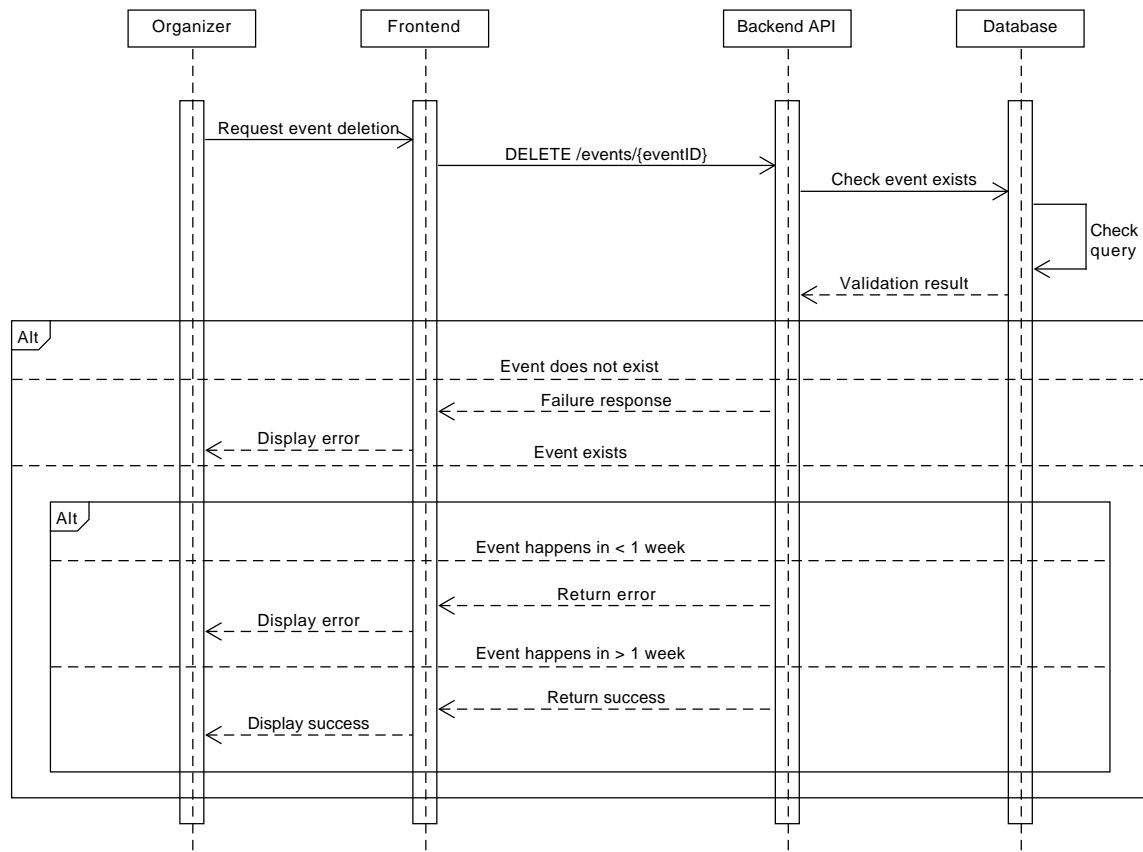 Organizer
Frontend
Backend API
Database
Request event deletion
DELETE /events/{eventID}
Check event exists
Check
query
Validation result
Alt
Event does not exist
Failure response
Display error
Event exists
Alt
Event happens in < 1 week
Return error
Display error
Event happens in > 1 week
Return success
Display success